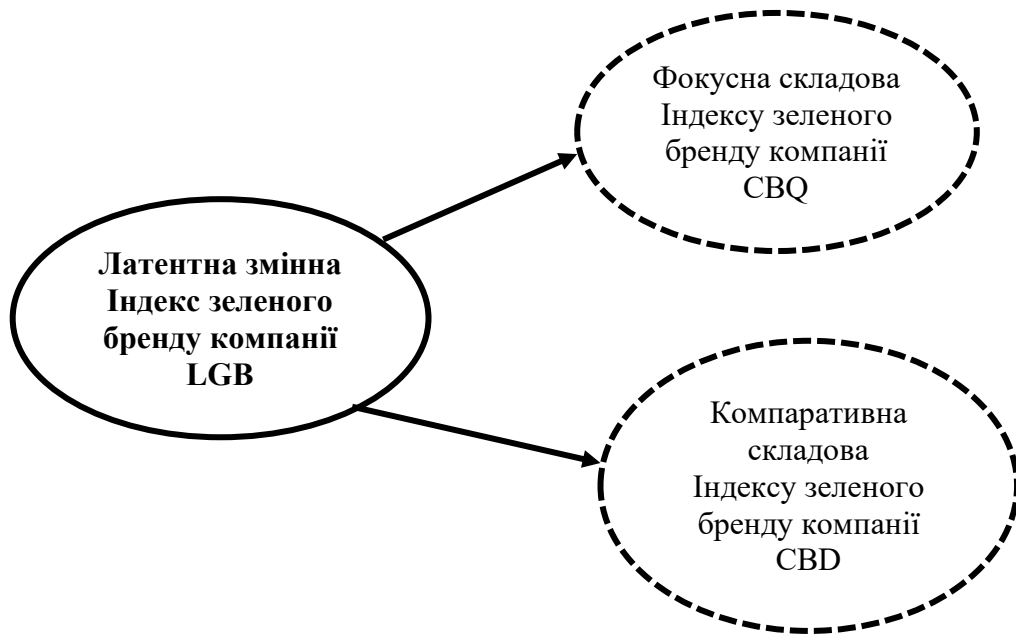 Фокусна складова
Індексу зеленого
бренду компанії
CBQ
Латентна змінна
Індекс зеленого
бренду компанії
LGB
Компаративна
складова
Індексу зеленого
бренду компанії
CBD